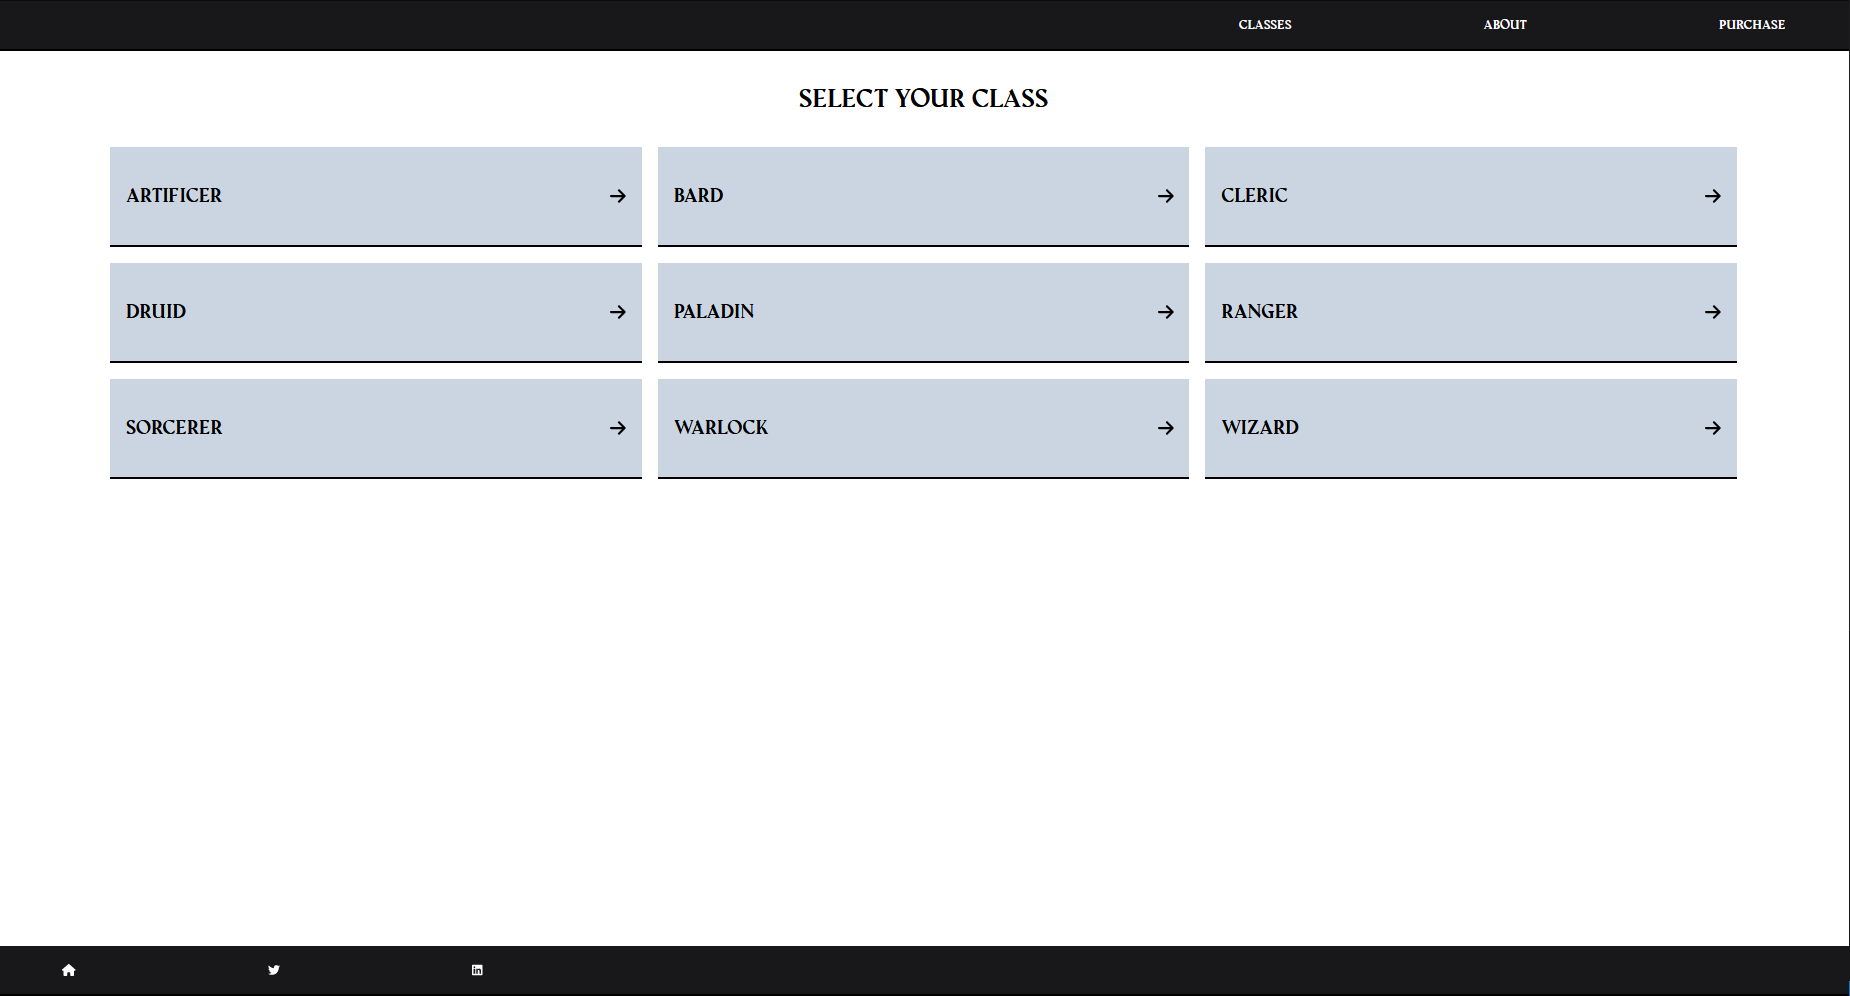 CLASSES ABOUT PURCHASE
SELECT YOUR CLASS
ARTIFICER BARD CLERIC
DRUID PALADIN RANGER
SORCERER WARLOCK WIZARD